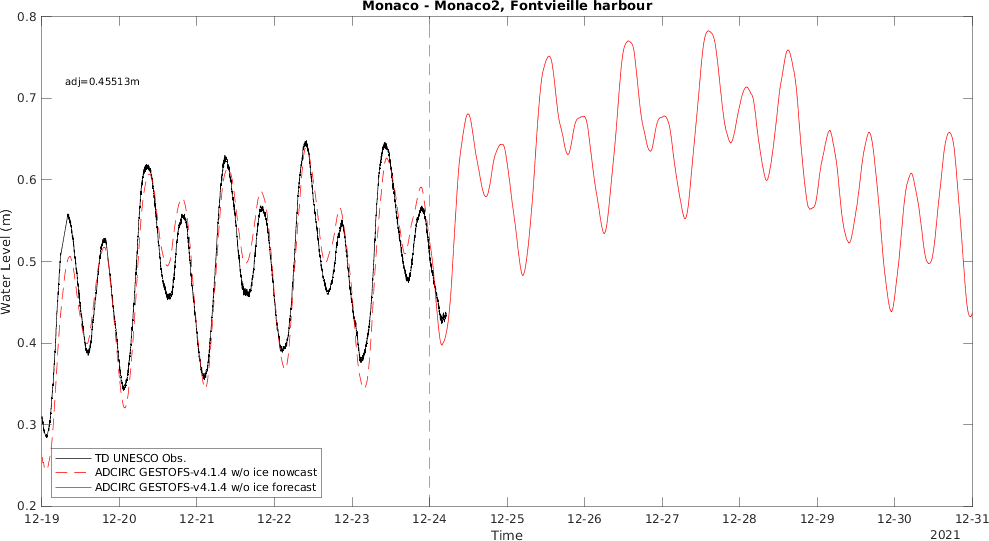 Monaco - Monaco2, Fontvieille harbour
0.8
adj=0.45513m
0.7
0.6
0.5
0.4
0.3
0.2
Water Level (m)
TD UNESCO Obs.
ADCIRC GESTOFS-v4.1.4 w/o ice nowcast
ADCIRC GESTOFS-v4.1.4 w/o ice forecast
12-19 12-20 12-21 12-22 12-23 12-24 12-25 12-26 12-27 12-28 12-29 12-30 12-31
Time
2021